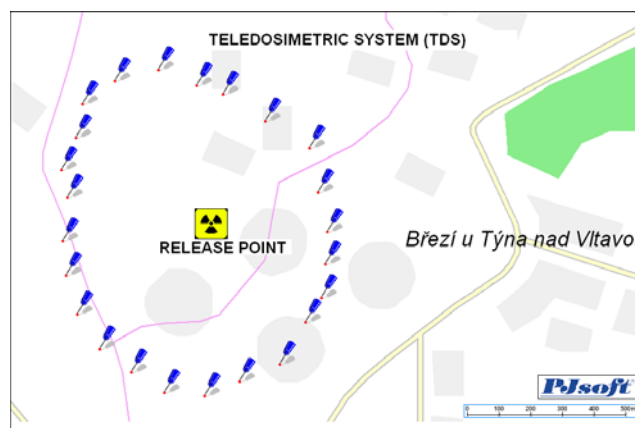 TELEDOSIMETRIC SYSTEM (TDS)
RELEASE POINT
Březí u Týna nad Vltavo
PJsoft
0 100 200 300 400 500m